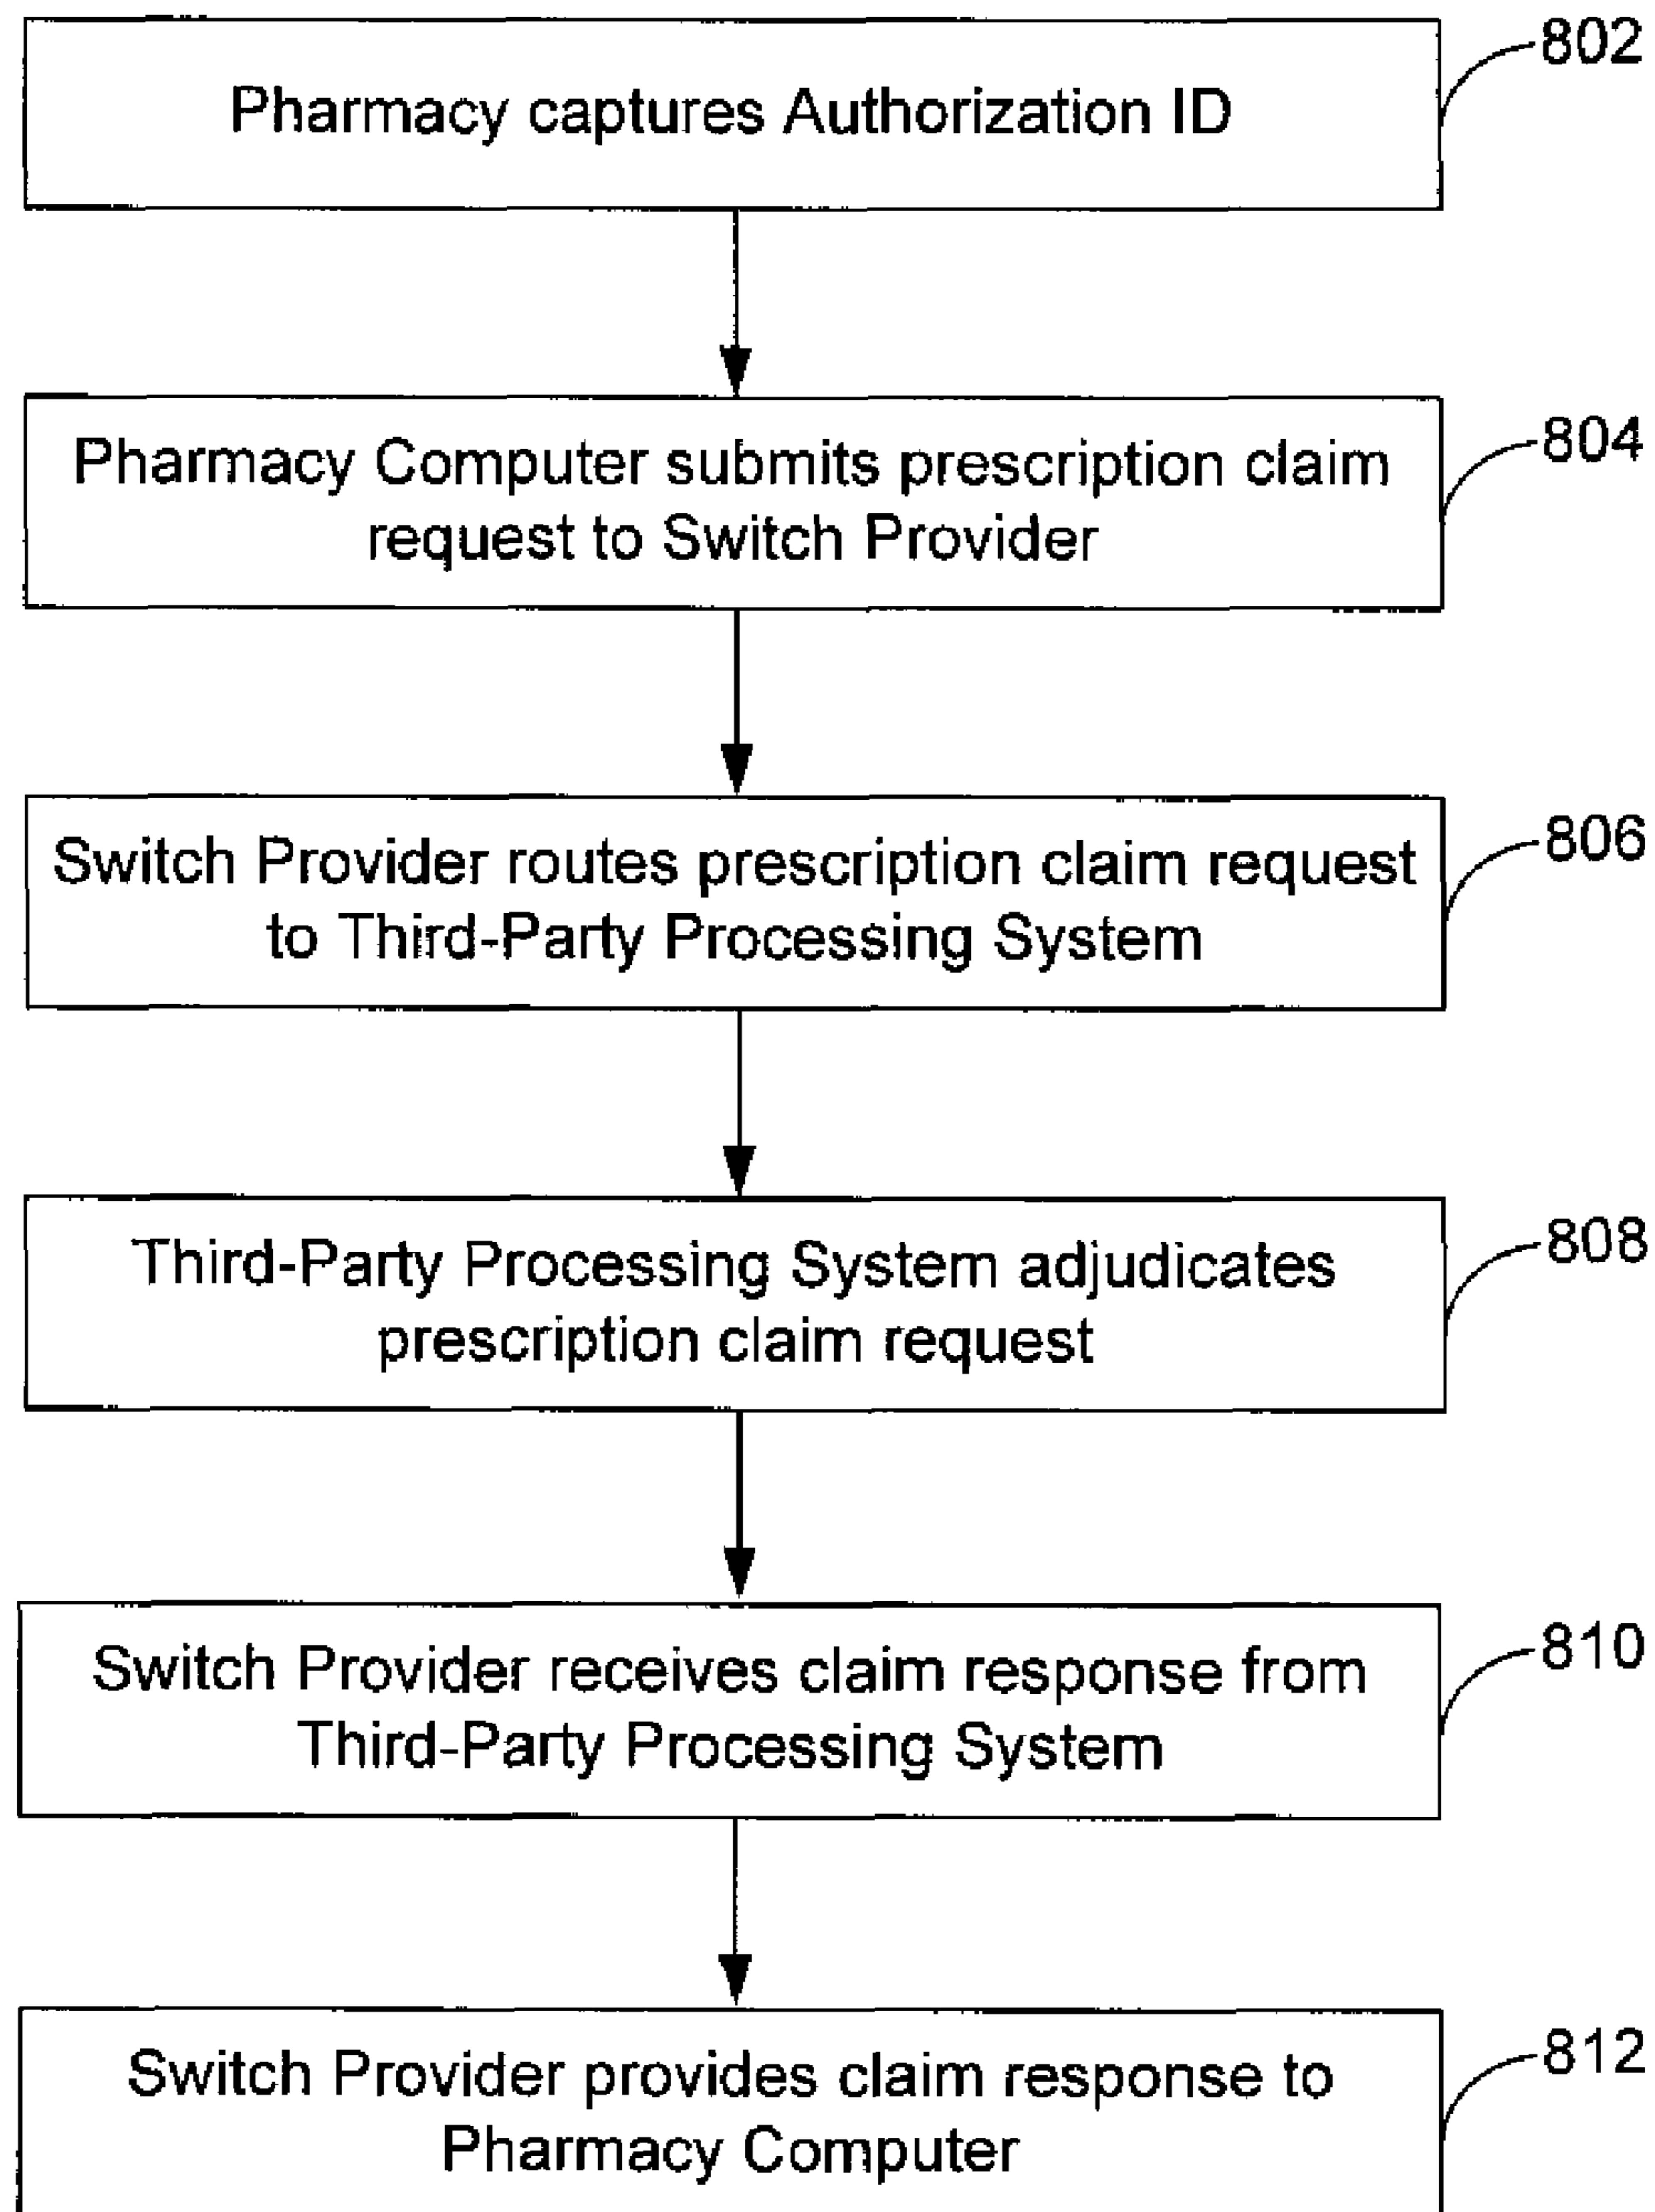 802
Pharmacy captures Authorization ID
804
Pharmacy Computer submits prescription claim
request to Switch Provider
806
Switch Provider routes prescription claim request
to Third-Party Processing System
808
Third-Party Processing System adjudicates
prescription claim request
810
Switch Provider receives claim response from
Third-Party Processing System
812
Switch Provider provides claim response to
Pharmacy Computer